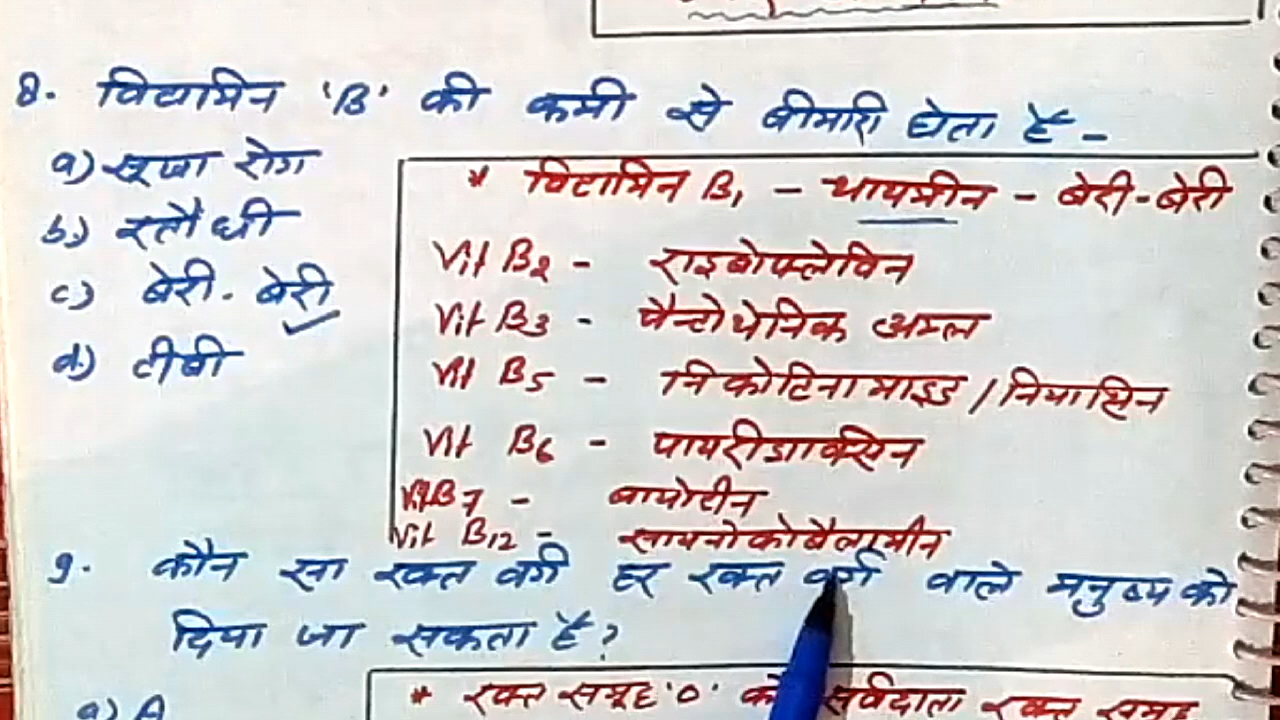 8. विटामिन 'B' की कमी से बीमारी होता है -
a) सूखा रोग
b) रतौंधी
c) बेरी-बेरी
d) टीबी
* विटामिन B1 - थायमीन - बेरी-बेरी
Vit B2 - राइबोफ्लेविन
Vit B3 - पैन्टोथेनिक अम्ल
Vit B5 - निकोटिनामाइड / नियासिन
Vit B6 - पायरीडाक्सिन
Vit B7 - बायोटीन
Vit B12 - सायनोकोबैलामीन
9. कौन सा रक्त वर्ग हर रक्त वर्ग वाले मनुष्य को
दिया जा सकता है?
a) A
* रक्त समूह 'O' को सर्वदाता रक्त समूह